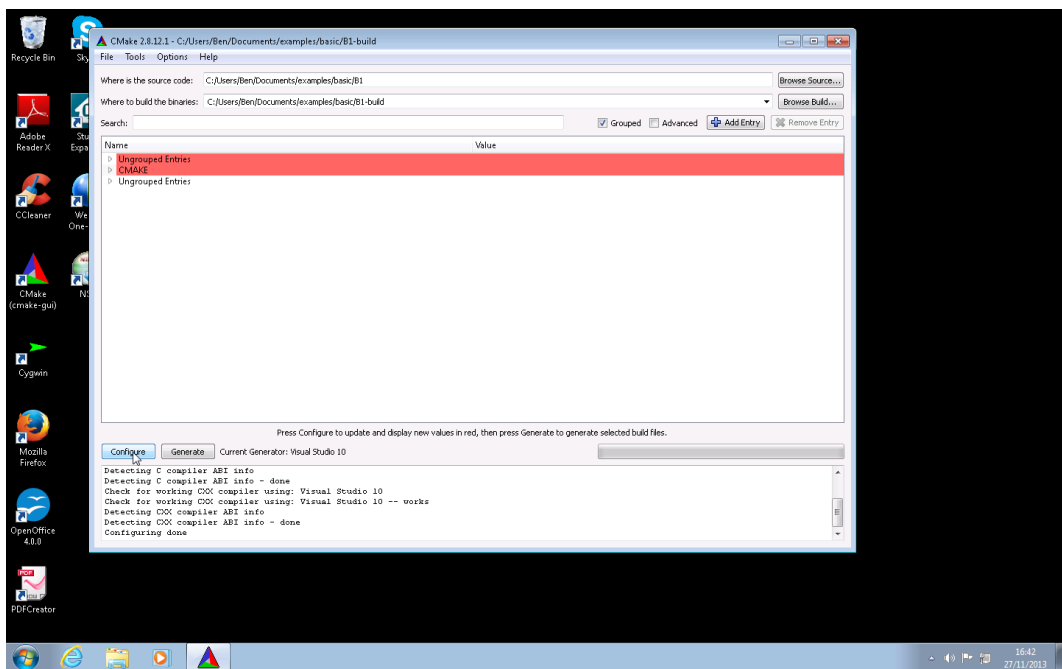 Recycle Bin
Sky
Adobe
Reader X
Stu
Expa
CCleaner
We
One-
CMake
(cmake-gui)
NS
Cygwin
Mozilla
Firefox
OpenOffice
4.0.0
PDFCreator
CMake 2.8.12.1 - C:/Users/Ben/Documents/examples/basic/B1-build
File Tools Options Help
Where is the source code: C:/Users/Ben/Documents/examples/basic/B1 Browse Source...
Where to build the binaries: C:/Users/Ben/Documents/examples/basic/B1-build Browse Build...
Search: Grouped Advanced Add Entry Remove Entry
Name Value
Ungrouped Entries
CMAKE
Ungrouped Entries
Press Configure to update and display new values in red, then press Generate to generate selected build files.
Configure Generate Current Generator: Visual Studio 10
Detecting C compiler ABI info
Detecting C compiler ABI info - done
Check for working CXX compiler using: Visual Studio 10
Check for working CXX compiler using: Visual Studio 10 -- works
Detecting CXX compiler ABI info
Detecting CXX compiler ABI info - done
Configuring done
16:42
27/11/2013